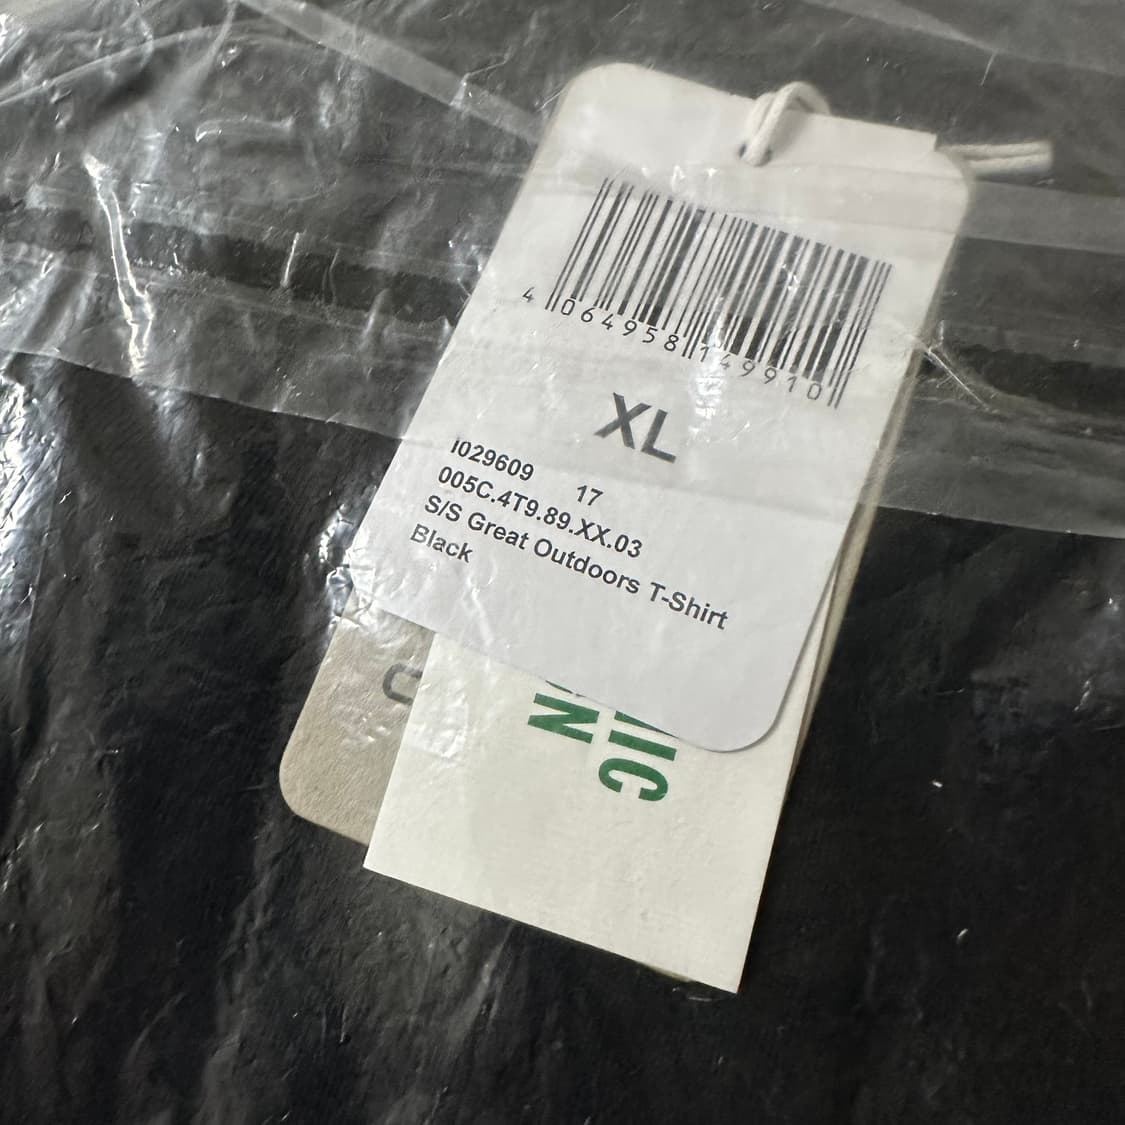 4 064958 149910
XL
I029609 17
005C.4T9.89.XX.03
S/S Great Outdoors T-Shirt
Black